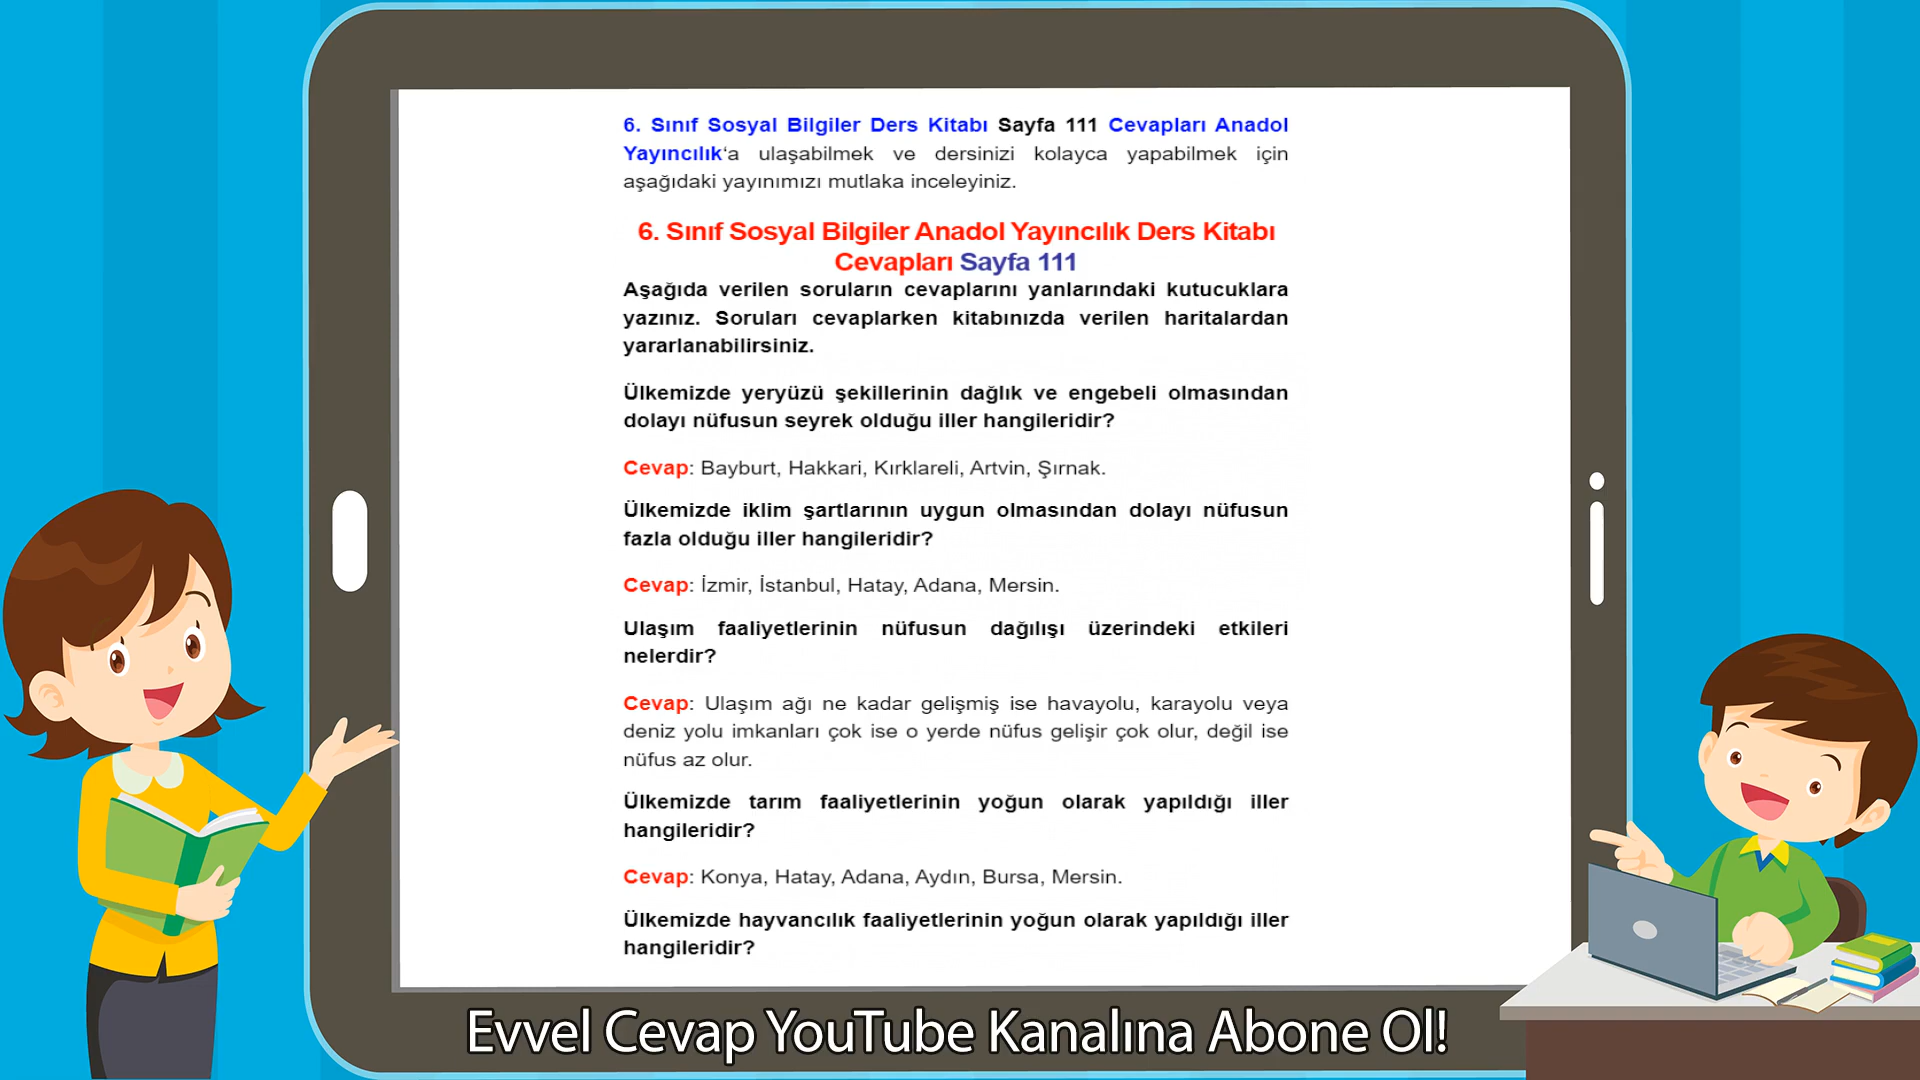 6. Sınıf Sosyal Bilgiler Ders Kitabı Sayfa 111 Cevapları Anadol
Yayıncılık‘a ulaşabilmek ve dersinizi kolayca yapabilmek için
aşağıdaki yayınımızı mutlaka inceleyiniz.
6. Sınıf Sosyal Bilgiler Anadol Yayıncılık Ders Kitabı
Cevapları Sayfa 111
Aşağıda verilen soruların cevaplarını yanlarındaki kutucuklara
yazınız. Soruları cevaplarken kitabınızda verilen haritalardan
yararlanabilirsiniz.
Ülkemizde yeryüzü şekillerinin dağlık ve engebeli olmasından
dolayı nüfusun seyrek olduğu iller hangileridir?
Cevap: Bayburt, Hakkari, Kırklareli, Artvin, Şırnak.
Ülkemizde iklim şartlarının uygun olmasından dolayı nüfusun
fazla olduğu iller hangileridir?
Cevap: İzmir, İstanbul, Hatay, Adana, Mersin.
Ulaşım faaliyetlerinin nüfusun dağılışı üzerindeki etkileri
nelerdir?
Cevap: Ulaşım ağı ne kadar gelişmiş ise havayolu, karayolu veya
deniz yolu imkanları çok ise o yerde nüfus gelişir çok olur, değil ise
nüfus az olur.
Ülkemizde tarım faaliyetlerinin yoğun olarak yapıldığı iller
hangileridir?
Cevap: Konya, Hatay, Adana, Aydın, Bursa, Mersin.
Ülkemizde hayvancılık faaliyetlerinin yoğun olarak yapıldığı iller
hangileridir?
Evvel Cevap YouTube Kanalına Abone Ol!